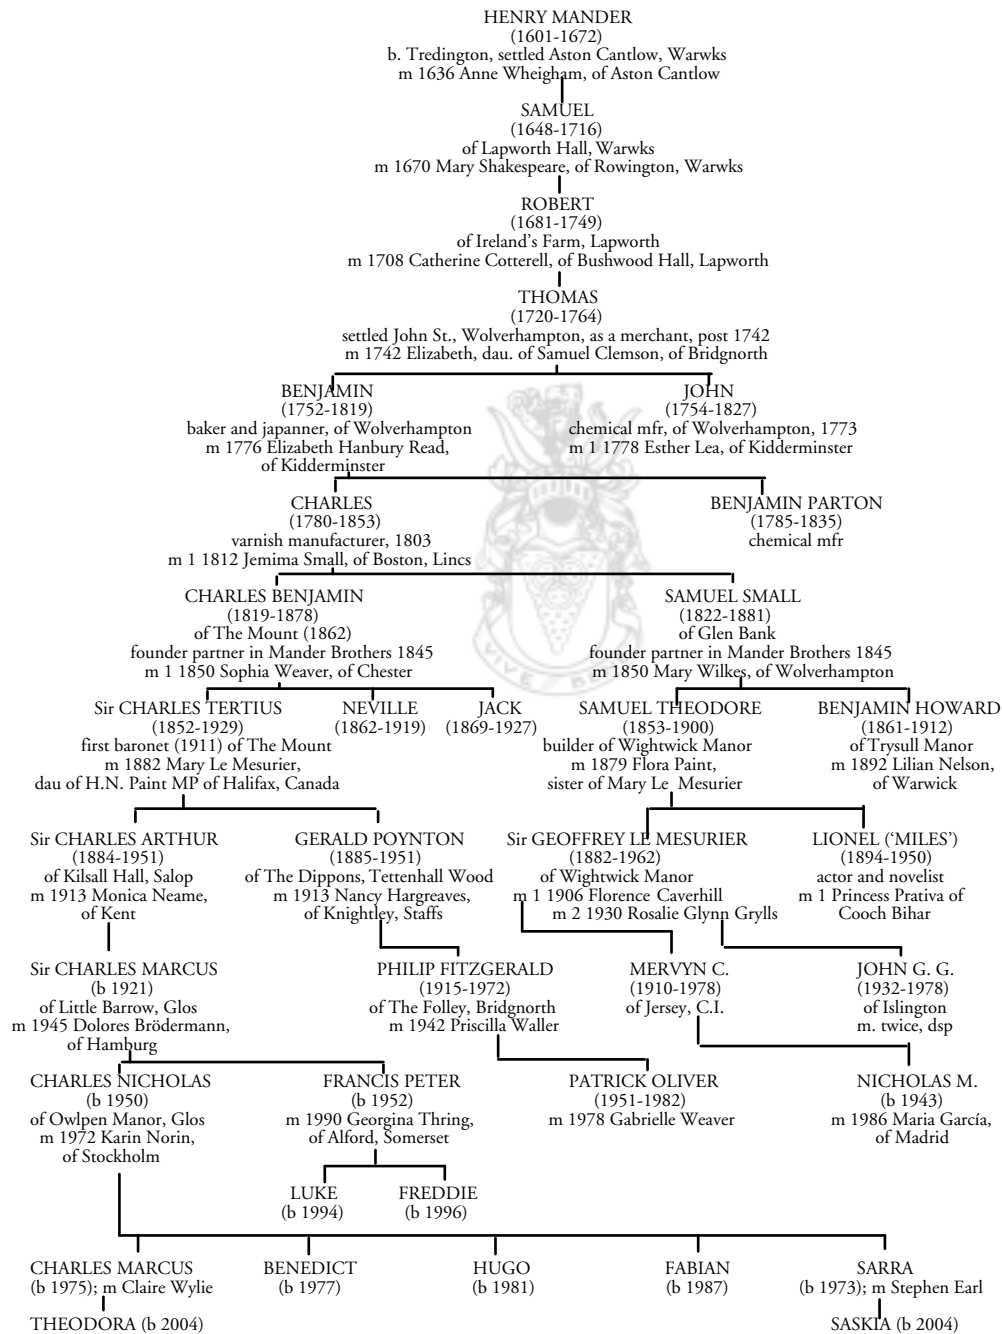 HENRY MANDER
(1601-1672)
b. Tredington, settled Aston Cantlow, Warwks
m 1636 Anne Wheigham, of Aston Cantlow
SAMUEL
(1648-1716)
of Lapworth Hall, Warwks
m 1670 Mary Shakespeare, of Rowington, Warwks
ROBERT
(1681-1749)
of Ireland's Farm, Lapworth
m 1708 Catherine Cotterell, of Bushwood Hall, Lapworth
THOMAS
(1720-1764)
settled John St., Wolverhampton, as a merchant, post 1742
m 1742 Elizabeth, dau. of Samuel Clemson, of Bridgnorth
BENJAMIN
(1752-1819)
baker and japanner, of Wolverhampton
m 1776 Elizabeth Hanbury Read,
of Kidderminster
JOHN
(1754-1827)
chemical mfr, of Wolverhampton, 1773
m 1 1778 Esther Lea, of Kidderminster
CHARLES
(1780-1853)
varnish manufacturer, 1803
m 1 1812 Jemima Small, of Boston, Lincs
BENJAMIN PARTON
(1785-1835)
chemical mfr
CHARLES BENJAMIN
(1819-1878)
of The Mount (1862)
founder partner in Mander Brothers 1845
m 1 1850 Sophia Weaver, of Chester
SAMUEL SMALL
(1822-1881)
of Glen Bank
founder partner in Mander Brothers 1845
m 1850 Mary Wilkes, of Wolverhampton
VIVE
Sir CHARLES TERTIUS
(1852-1929)
first baronet (1911) of The Mount
m 1882 Mary Le Mesurier,
dau of H.N. Paint MP of Halifax, Canada
NEVILLE
(1862-1919)
JACK
(1869-1927)
SAMUEL THEODORE
(1853-1900)
builder of Wightwick Manor
m 1879 Flora Paint,
sister of Mary Le Mesurier
BENJAMIN HOWARD
(1861-1912)
of Trysull Manor
m 1892 Lilian Nelson,
of Warwick
Sir CHARLES ARTHUR
(1884-1951)
of Kilsall Hall, Salop
m 1913 Monica Neame,
of Kent
GERALD POYNTON
(1885-1951)
of The Dippons, Tettenhall Wood
m 1913 Nancy Hargreaves,
of Knightley, Staffs
Sir GEOFFREY LE MESURIER
(1882-1962)
of Wightwick Manor
m 1 1906 Florence Caverhill
m 2 1930 Rosalie Glynn Grylls
LIONEL ('MILES')
(1894-1950)
actor and novelist
m 1 Princess Prativa of
Cooch Bihar
Sir CHARLES MARCUS
(b 1921)
of Little Barrow, Glos
m 1945 Dolores Brödermann,
of Hamburg
PHILIP FITZGERALD
(1915-1972)
of The Folley, Bridgnorth
m 1942 Priscilla Waller
MERVYN C.
(1910-1978)
of Jersey, C.I.
JOHN G. G.
(1932-1978)
of Islington
m. twice, dsp
CHARLES NICHOLAS
(b 1950)
of Owlpen Manor, Glos
m 1972 Karin Norin,
of Stockholm
FRANCIS PETER
(b 1952)
m 1990 Georgina Thring,
of Alford, Somerset
PATRICK OLIVER
(1951-1982)
m 1978 Gabrielle Weaver
NICHOLAS M.
(b 1943)
m 1986 Maria García,
of Madrid
LUKE
(b 1994)
FREDDIE
(b 1996)
CHARLES MARCUS
(b 1975); m Claire Wylie
BENEDICT
(b 1977)
HUGO
(b 1981)
FABIAN
(b 1987)
SARRA
(b 1973); m Stephen Earl
THEODORA (b 2004)
SASKIA (b 2004)